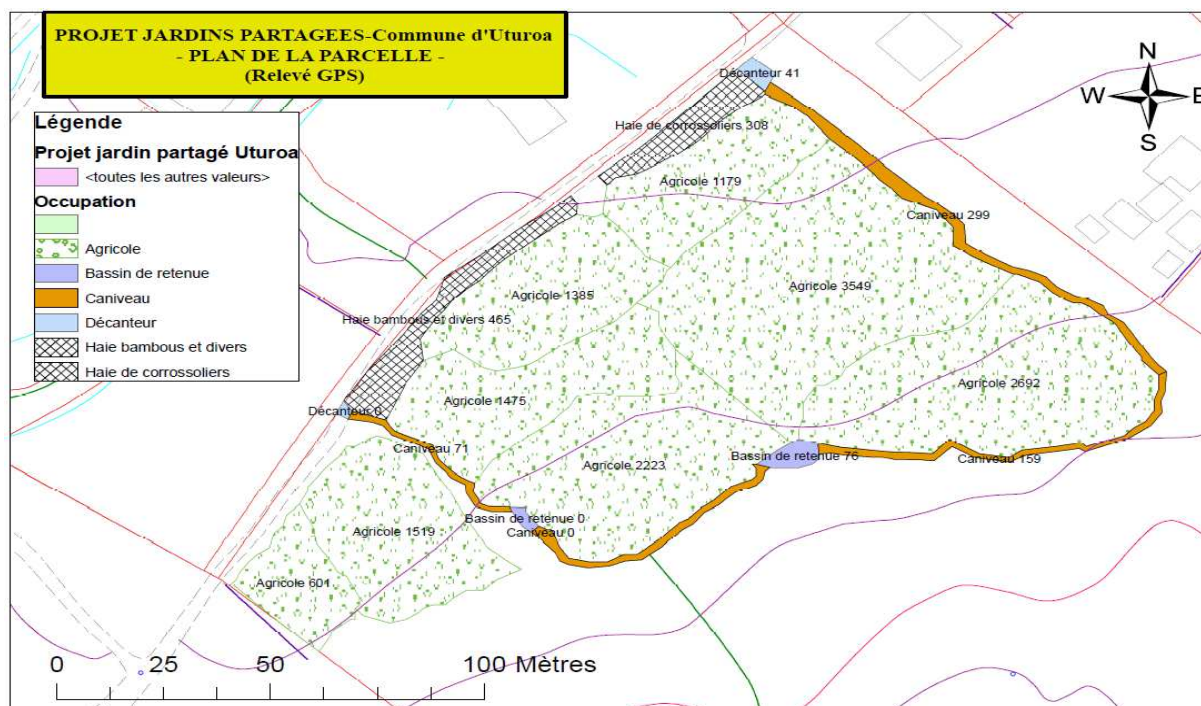 PROJET JARDINS PARTAGEES-Commune d'Uturoa
- PLAN DE LA PARCELLE -
(Relevé GPS)
Légende
Projet jardin partagé Uturoa
<toutes les autres valeurs>
Occupation
Agricole
Bassin de retenue
Caniveau
Décanteur
Haie bambous et divers
Haie de corrossoliers
N
W E
S
Décanteur 41
Haie de corrossoliers 308
Agricole 1179
Caniveau 299
Agricole 3549
Agricole 1385
Haie bambous et divers 465
Agricole 2692
Agricole 1475
Décanteur 0
Caniveau 71
Bassin de retenue 76
Caniveau 159
Agricole 2223
Bassin de retenue 0
Caniveau 0
Agricole 1519
Agricole 601
0 25 50 100 Mètres